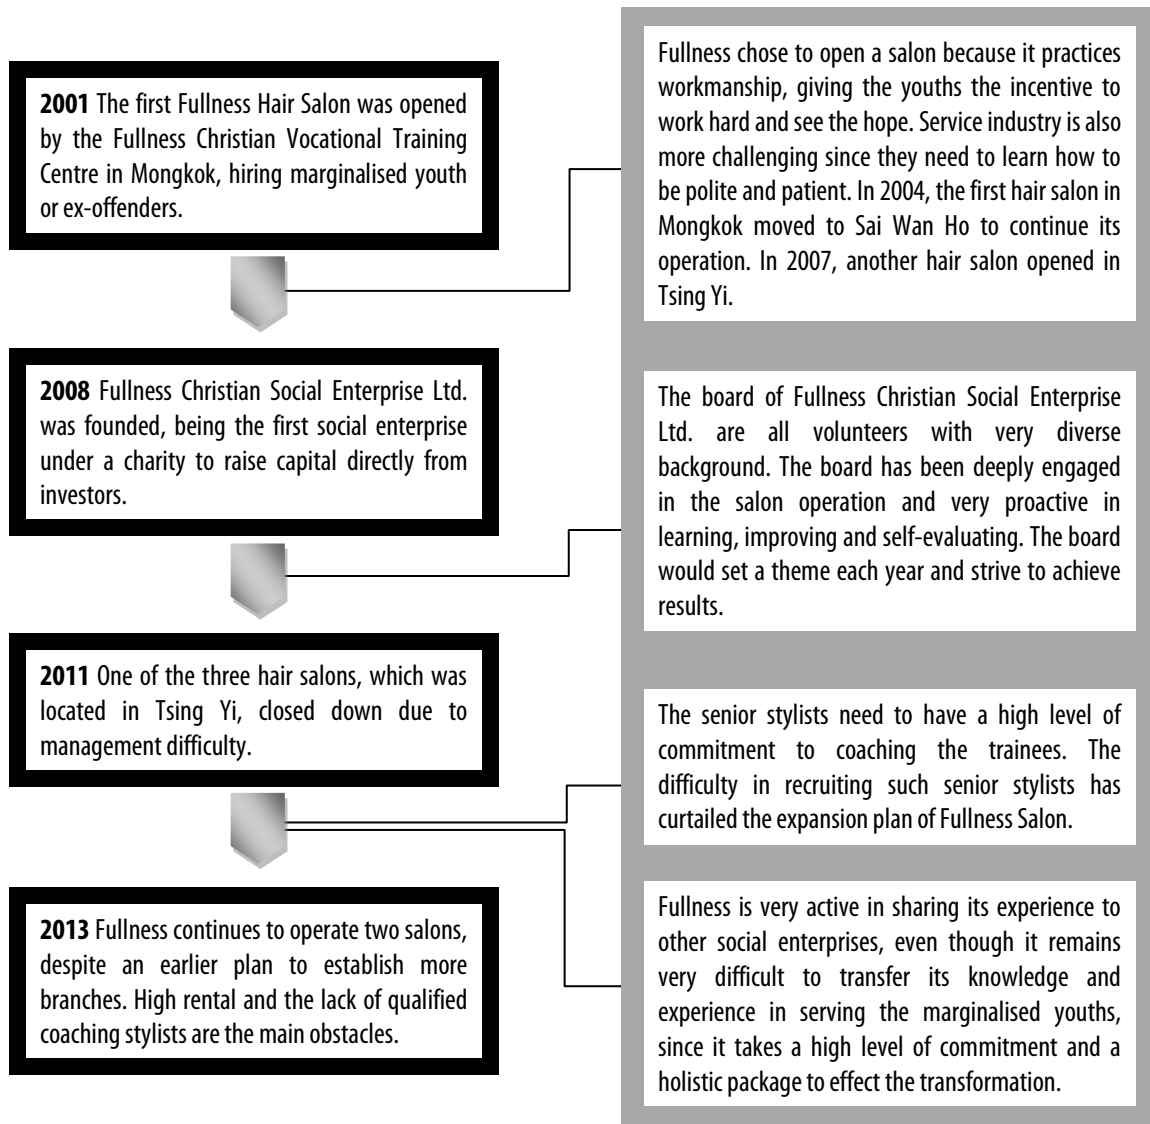 2001 The first Fullness Hair Salon was opened
by the Fullness Christian Vocational Training
Centre in Mongkok, hiring marginalised youth
or ex-offenders.
Fullness chose to open a salon because it practices
workmanship, giving the youths the incentive to
work hard and see the hope. Service industry is also
more challenging since they need to learn how to
be polite and patient. In 2004, the first hair salon in
Mongkok moved to Sai Wan Ho to continue its
operation. In 2007, another hair salon opened in
Tsing Yi.
2008 Fullness Christian Social Enterprise Ltd.
was founded, being the first social enterprise
under a charity to raise capital directly from
investors.
The board of Fullness Christian Social Enterprise
Ltd. are all volunteers with very diverse
background. The board has been deeply engaged
in the salon operation and very proactive in
learning, improving and self-evaluating. The board
would set a theme each year and strive to achieve
results.
2011 One of the three hair salons, which was
located in Tsing Yi, closed down due to
management difficulty.
The senior stylists need to have a high level of
commitment to coaching the trainees. The
difficulty in recruiting such senior stylists has
curtailed the expansion plan of Fullness Salon.
2013 Fullness continues to operate two salons,
despite an earlier plan to establish more
branches. High rental and the lack of qualified
coaching stylists are the main obstacles.
Fullness is very active in sharing its experience to
other social enterprises, even though it remains
very difficult to transfer its knowledge and
experience in serving the marginalised youths,
since it takes a high level of commitment and a
holistic package to effect the transformation.